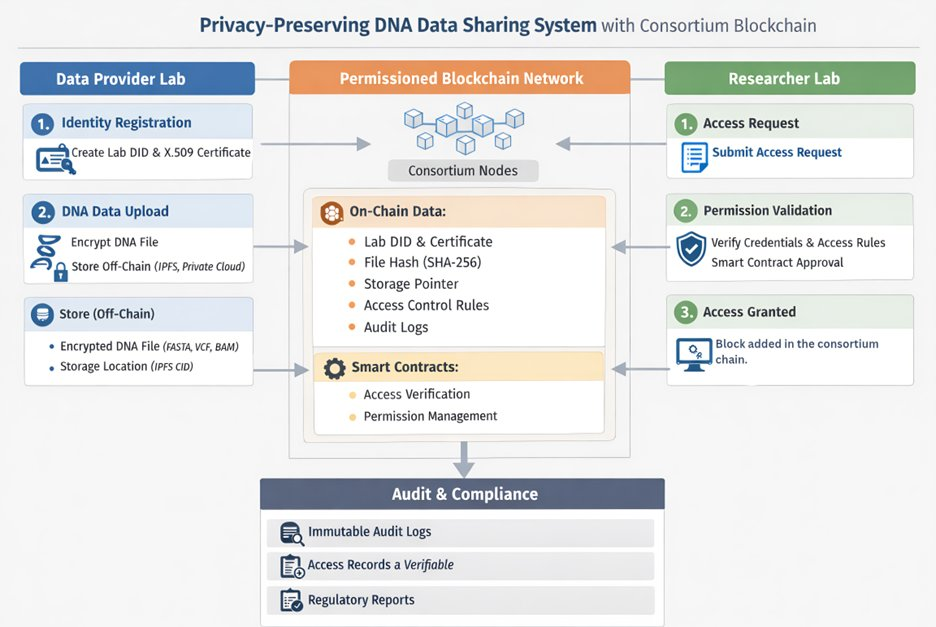 Privacy-Preserving DNA Data Sharing System with Consortium Blockchain
Data Provider Lab
1. Identity Registration
Create Lab DID & X.509 Certificate
2. DNA Data Upload
Encrypt DNA File
Store Off-Chain (IPFS, Private Cloud)
Store (Off-Chain)
• Encrypted DNA File (FASTA, VCF, BAM)
• Storage Location (IPFS CID)
Permissioned Blockchain Network
Consortium Nodes
On-Chain Data:
• Lab DID & Certificate
• File Hash (SHA-256)
• Storage Pointer
• Access Control Rules
• Audit Logs
Smart Contracts:
• Access Verification
• Permission Management
Researcher Lab
1. Access Request
Submit Access Request
2. Permission Validation
Verify Credentials & Access Rules
Smart Contract Approval
3. Access Granted
Block added in the consortium
chain.
Audit & Compliance
Immutable Audit Logs
Access Records a Verifiable
Regulatory Reports